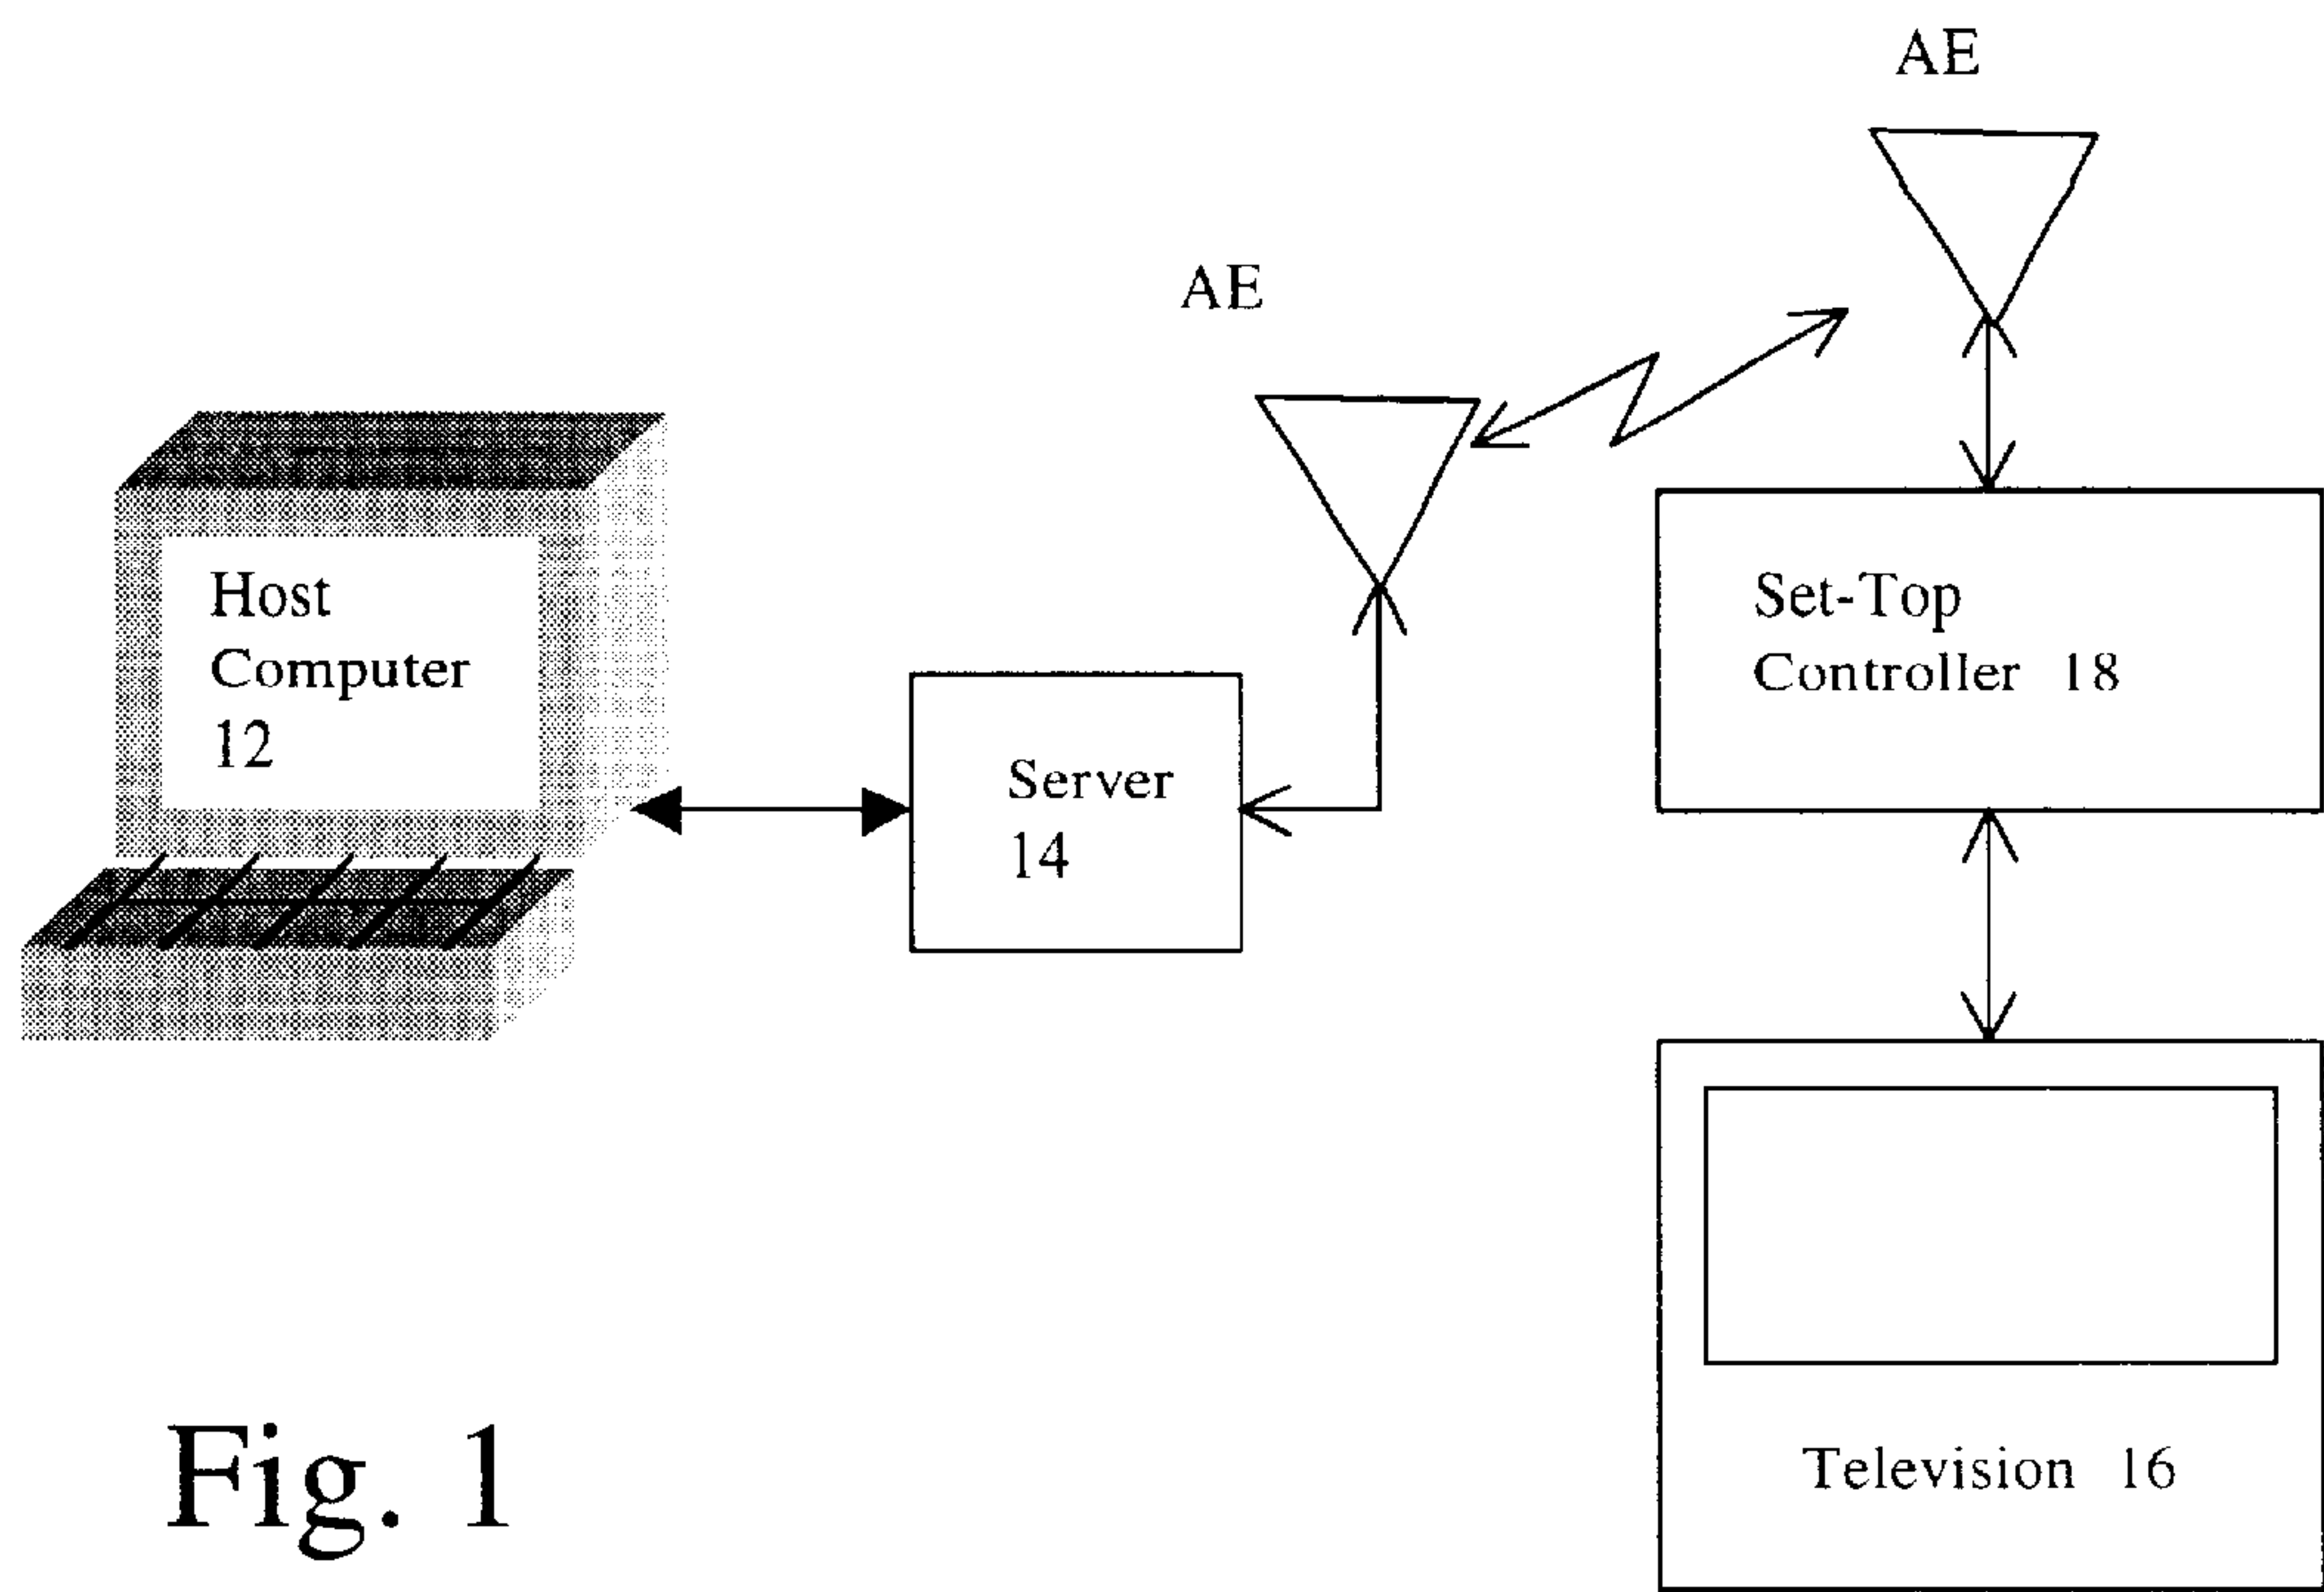 AE
AE
Host
Computer
12
Set-Top
Controller 18
Server
14
Television 16
Fig. 1